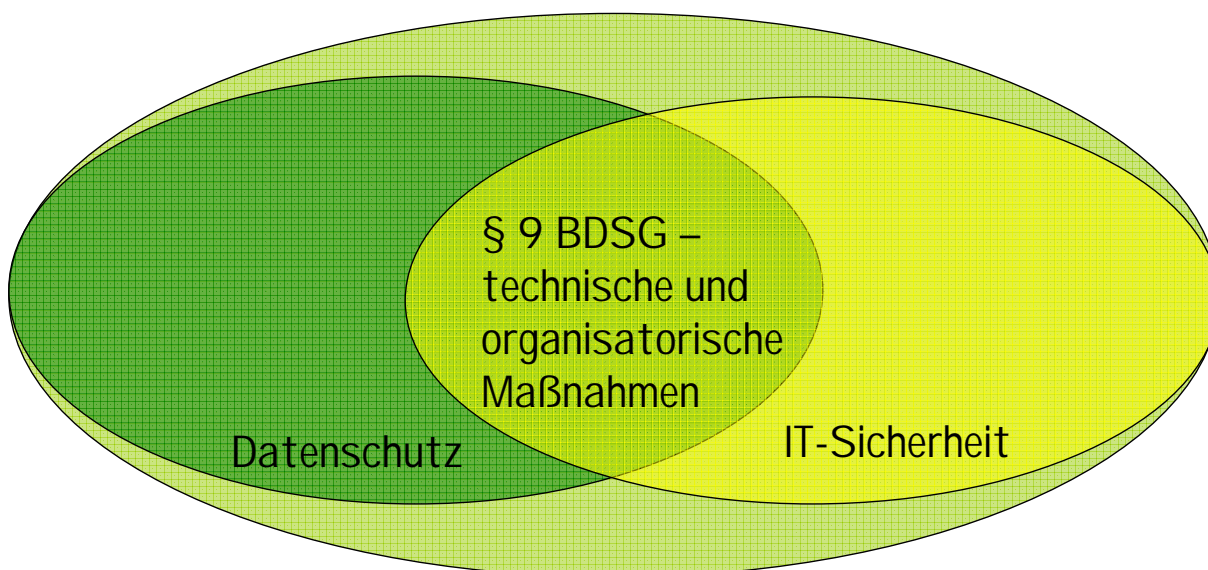 § 9 BDSG –
technische und
organisatorische
Maßnahmen
Datenschutz
IT-Sicherheit